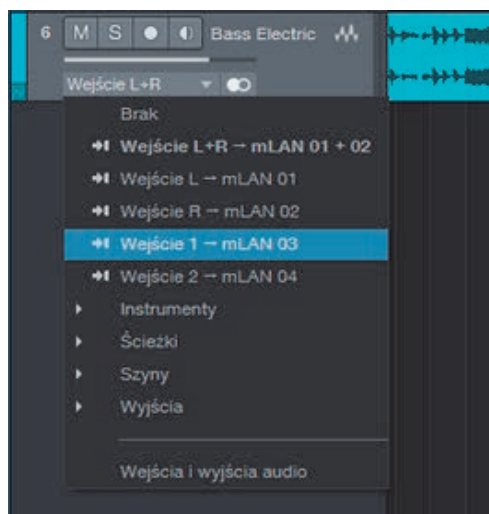 6 M S Bass Electric
Wejście L+R
Brak
Wejście L+R → mLAN 01 + 02
Wejście L → mLAN 01
Wejście R → mLAN 02
Wejście 1 → mLAN 03
Wejście 2 → mLAN 04
Instrumenty
Ścieżki
Szyny
Wyjścia
Wejścia i wyjścia audio